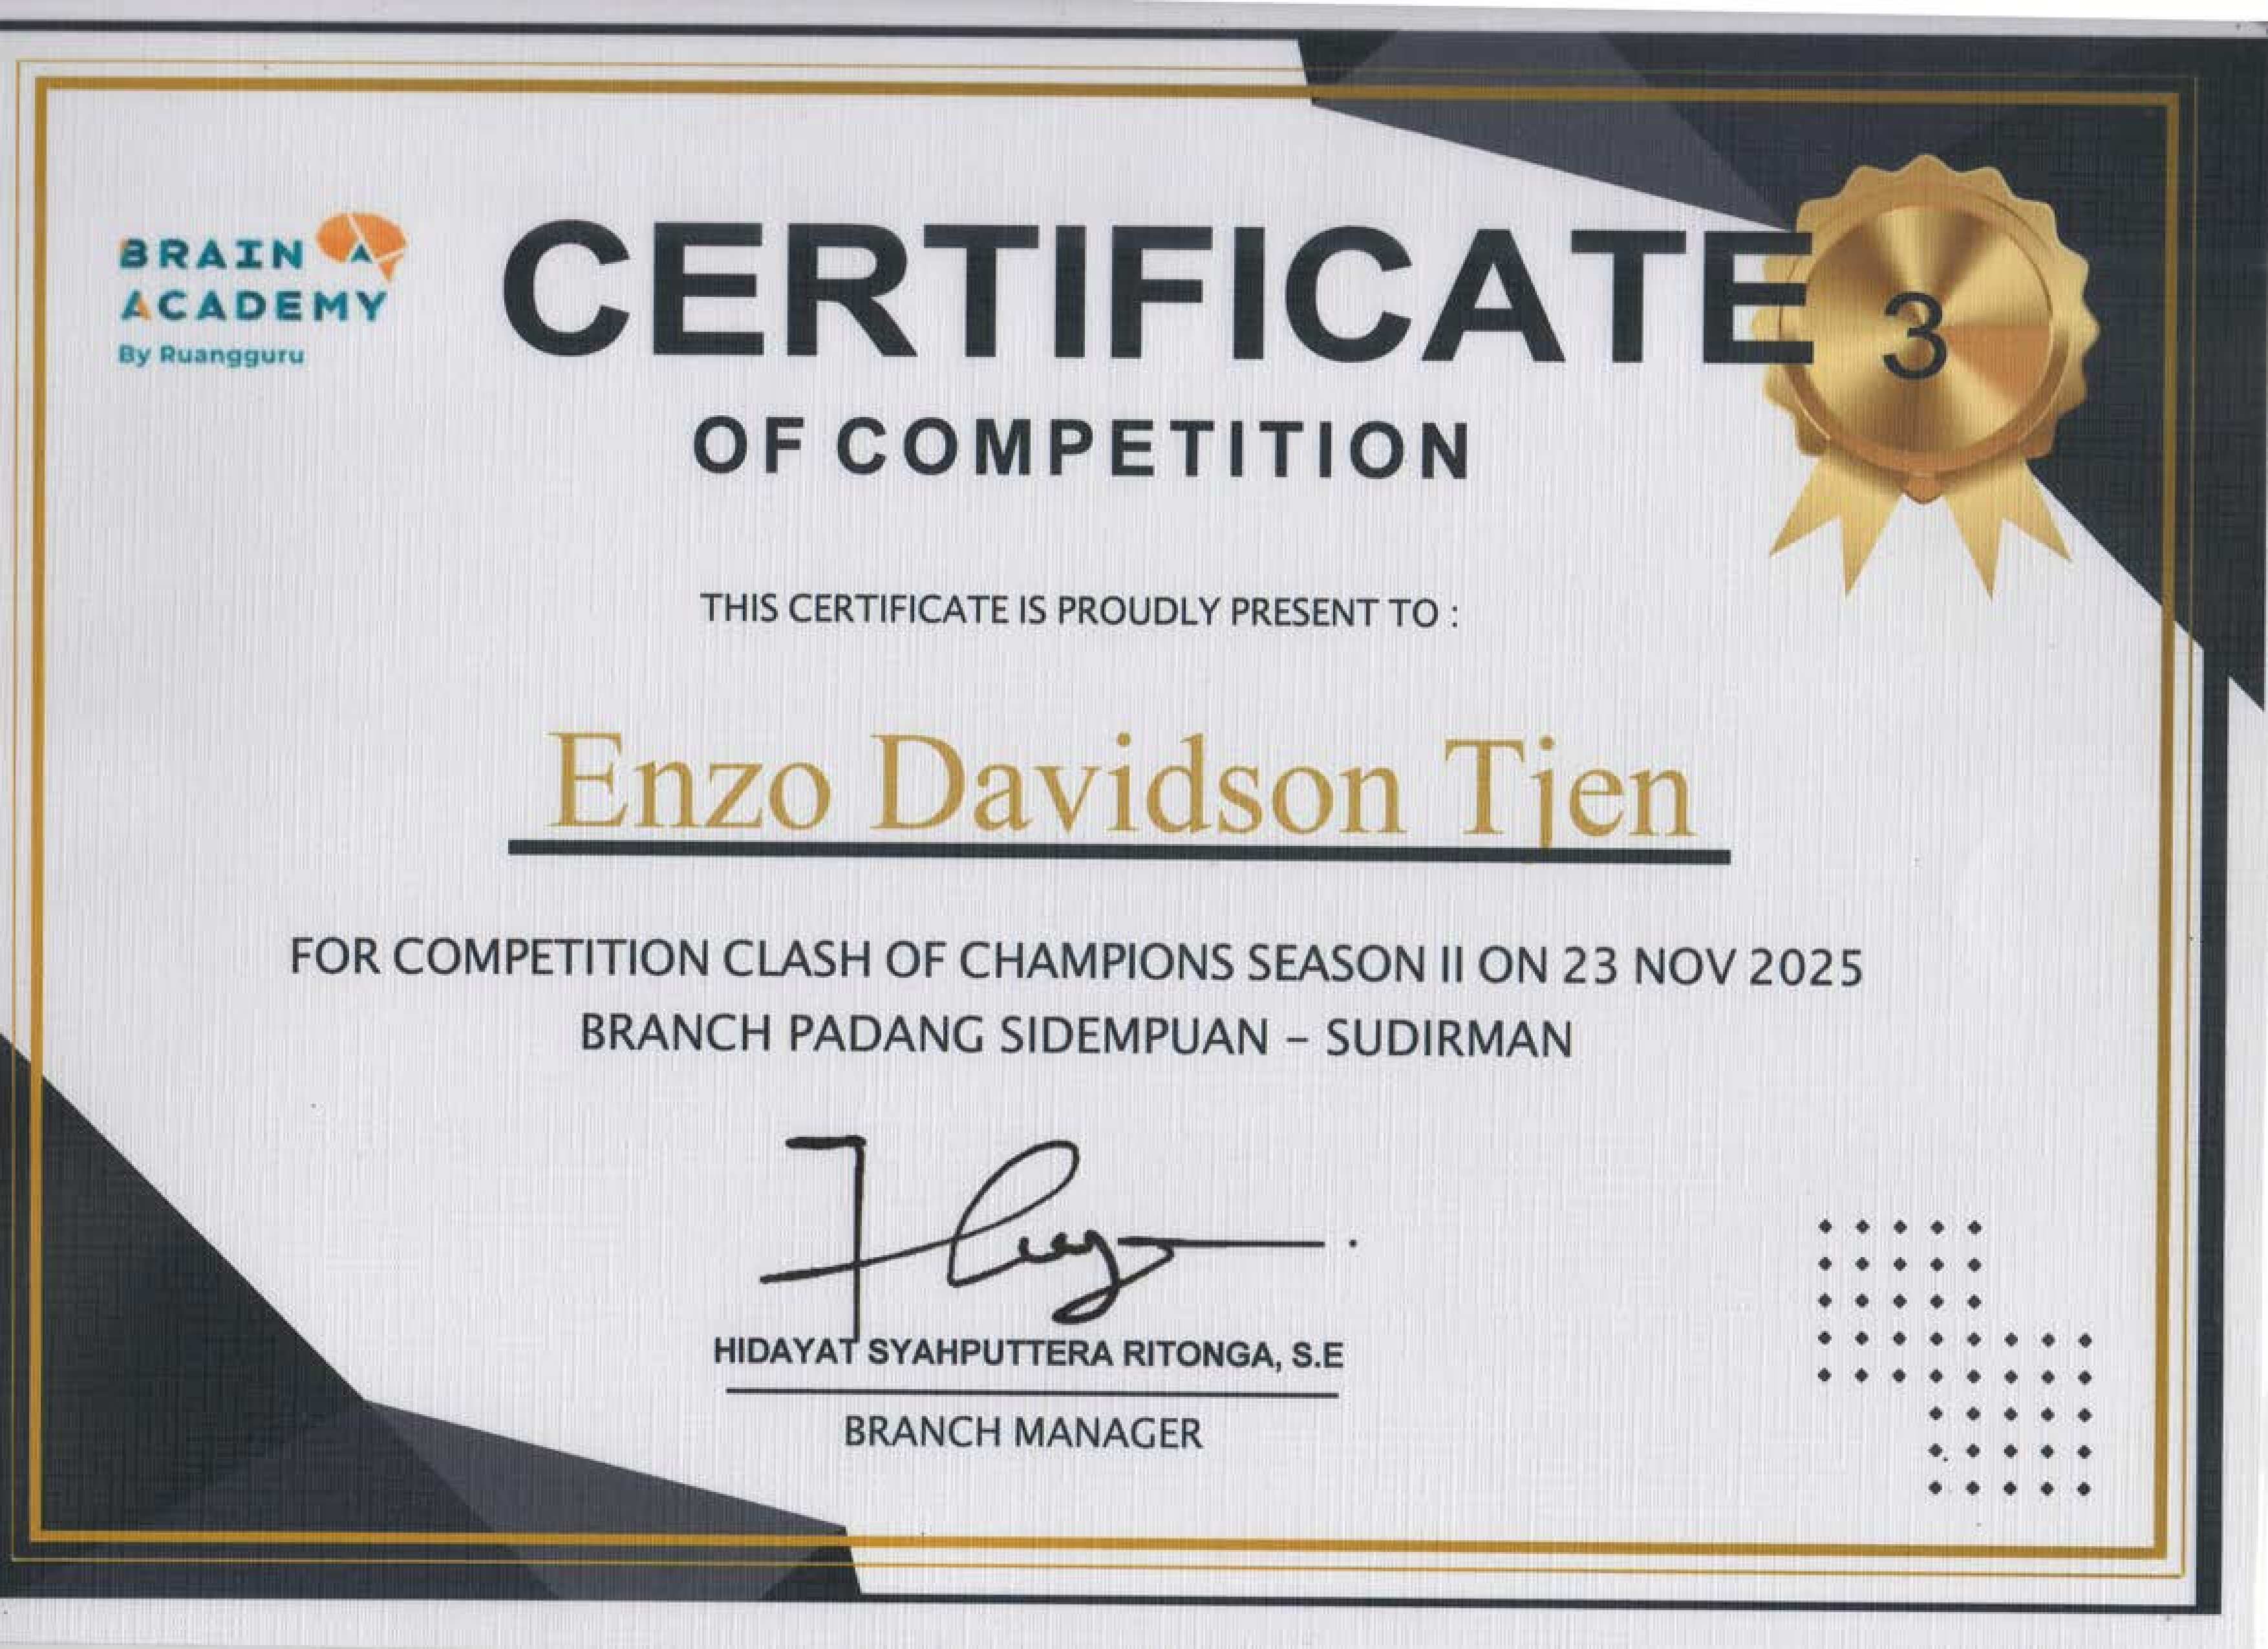 BRAIN
ACADEMY
By Ruangguru
CERTIFICATE
3
OF COMPETITION
THIS CERTIFICATE IS PROUDLY PRESENT TO :
Enzo Davidson Tjen
FOR COMPETITION CLASH OF CHAMPIONS SEASON II ON 23 NOV 2025
BRANCH PADANG SIDEMPUAN – SUDIRMAN
HIDAYAT SYAHPUTTERA RITONGA, S.E
BRANCH MANAGER